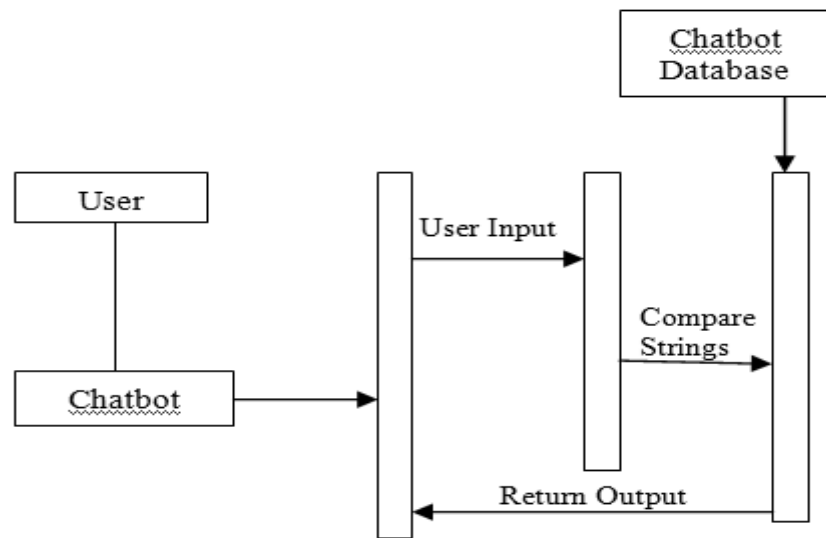 Chatbot
Database
User
User Input
Compare
Strings
Chatbot
Return Output